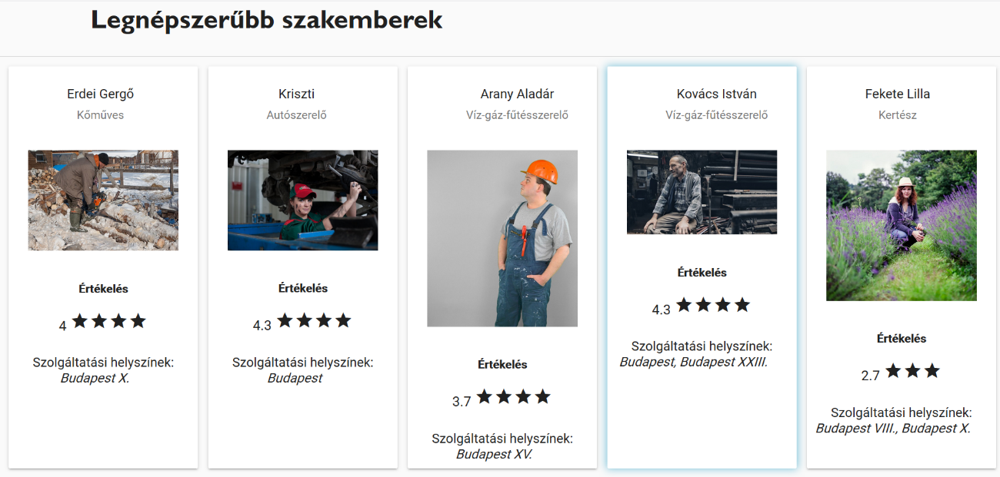 Legnépszerűbb szakemberek
Erdei Gergő
Kőműves
Értékelés
4
Szolgáltatási helyszínek:
Budapest X.
Kriszti
Autószerelő
Értékelés
4.3
Szolgáltatási helyszínek:
Budapest
Arany Aladár
Víz-gáz-fűtésszerelő
Értékelés
3.7
Szolgáltatási helyszínek:
Budapest XV.
Kovács István
Víz-gáz-fűtésszerelő
Értékelés
4.3
Szolgáltatási helyszínek:
Budapest, Budapest XXIII.
Fekete Lilla
Kertész
Értékelés
2.7
Szolgáltatási helyszínek:
Budapest VIII., Budapest X.